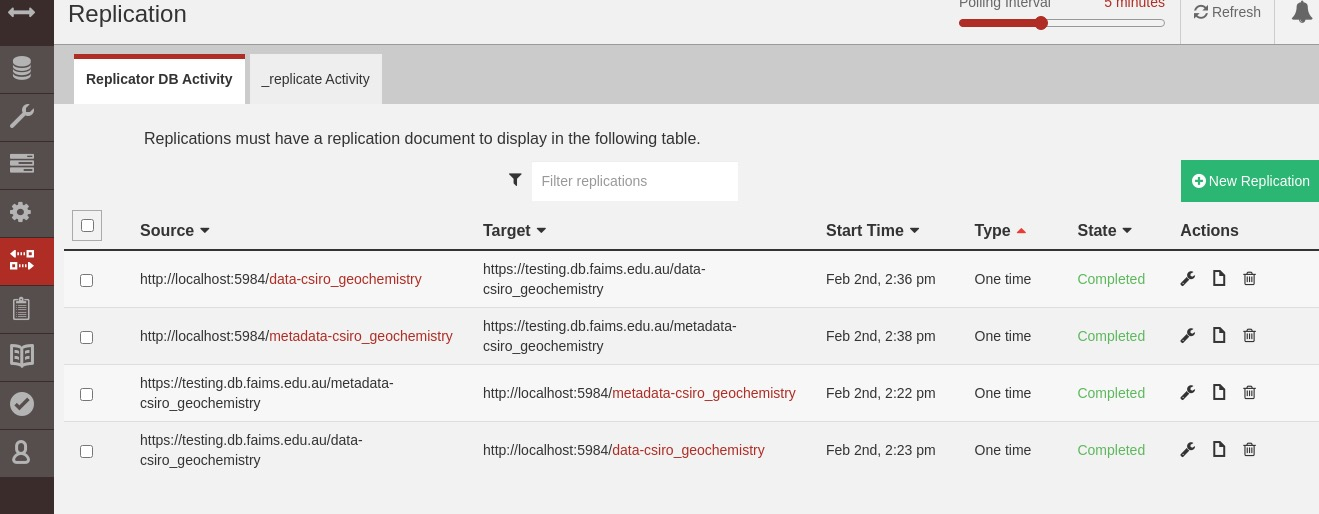 Replication
Polling Interval 5 minutes
Refresh
Replicator DB Activity
_replicate Activity
Replications must have a replication document to display in the following table.
Filter replications
New Replication
Source Target Start Time Type State Actions
http://localhost:5984/data-csiro_geochemistry https://testing.db.faims.edu.au/data- Feb 2nd, 2:36 pm One time Completed
csiro_geochemistry
http://localhost:5984/metadata-csiro_geochemistry https://testing.db.faims.edu.au/metadata- Feb 2nd, 2:38 pm One time Completed
csiro_geochemistry
https://testing.db.faims.edu.au/metadata- http://localhost:5984/metadata-csiro_geochemistry Feb 2nd, 2:22 pm One time Completed
csiro_geochemistry
https://testing.db.faims.edu.au/data- http://localhost:5984/data-csiro_geochemistry Feb 2nd, 2:23 pm One time Completed
csiro_geochemistry